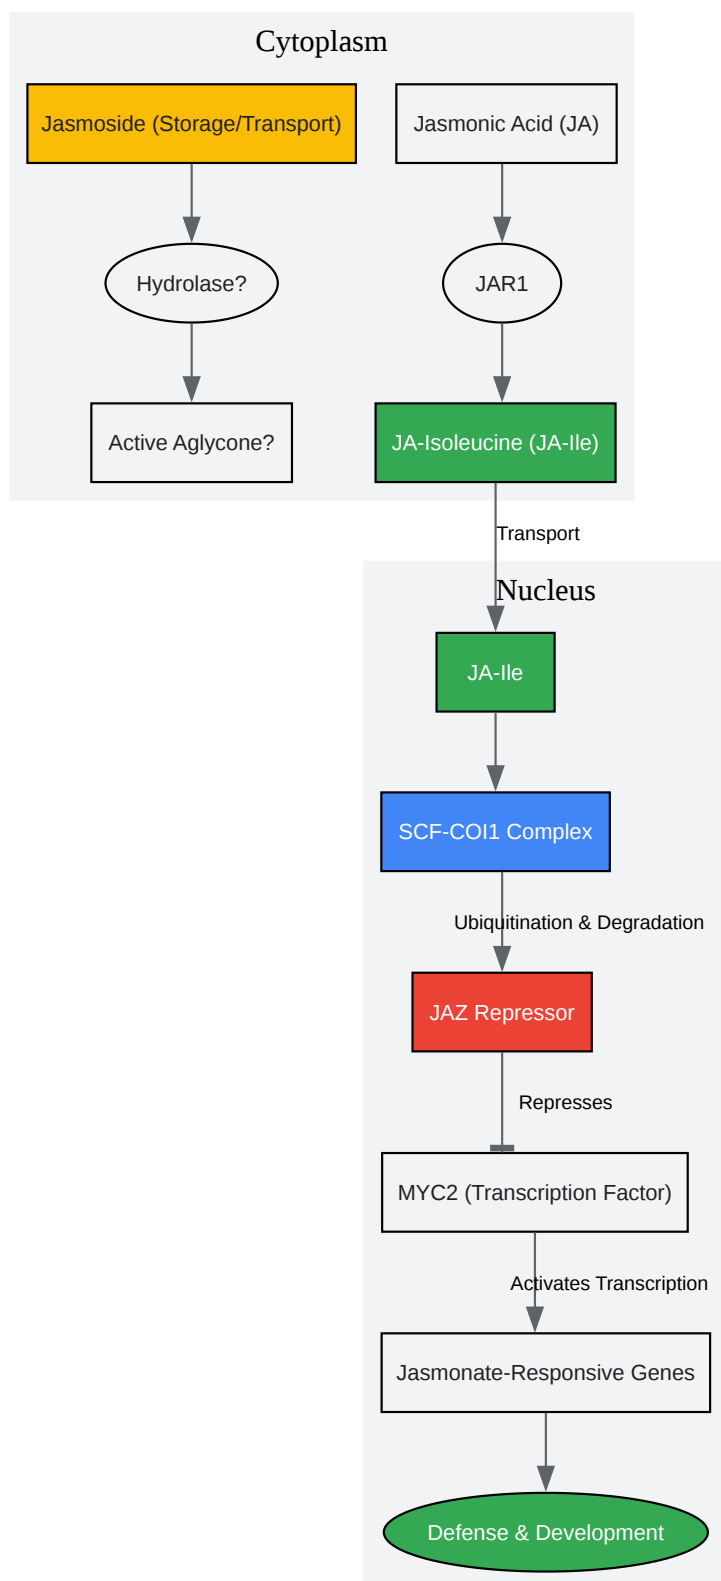 Cytoplasm
Jasmoside (Storage/Transport)
Jasmonic Acid (JA)
Hydrolase?
JAR1
Active Aglycone?
JA-Isoleucine (JA-Ile)
Transport
Nucleus
JA-Ile
SCF-COI1 Complex
Ubiquitination & Degradation
JAZ Repressor
Represses
MYC2 (Transcription Factor)
Activates Transcription
Jasmonate-Responsive Genes
Defense & Development